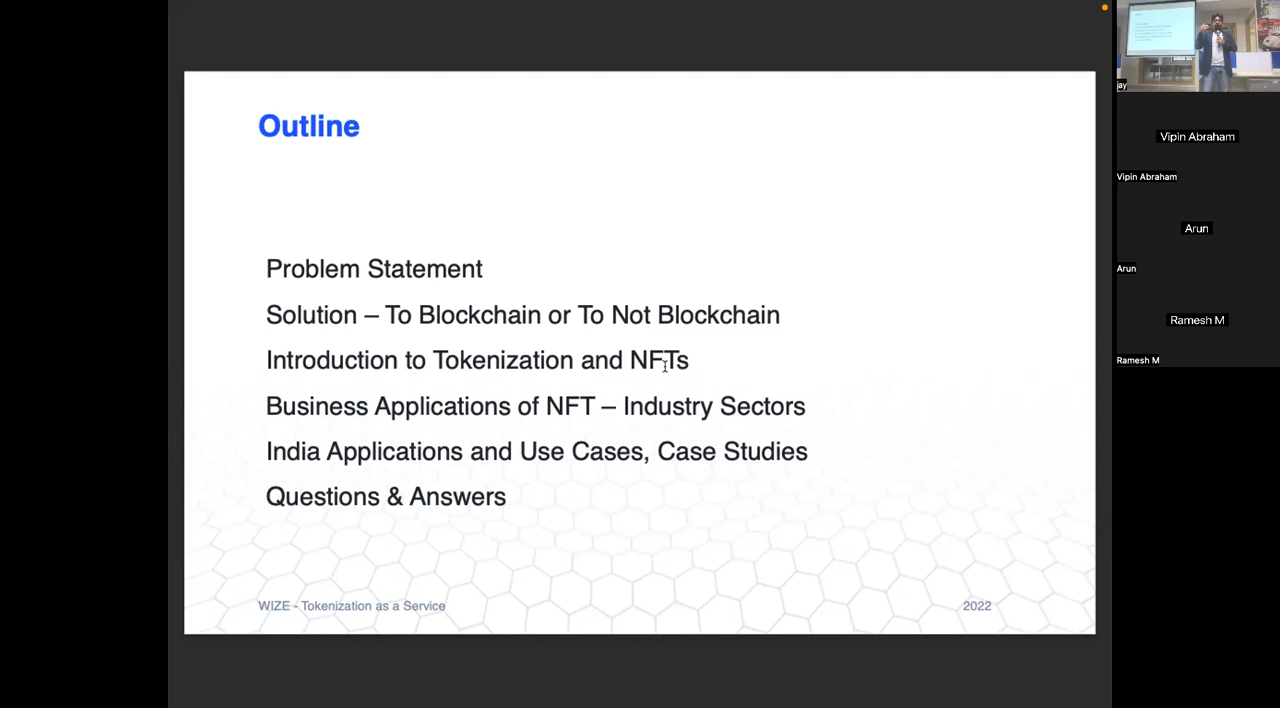 Outline
Problem Statement
Solution – To Blockchain or To Not Blockchain
Introduction to Tokenization and NFTs
Business Applications of NFT – Industry Sectors
India Applications and Use Cases, Case Studies
Questions & Answers
WIZE - Tokenization as a Service
2022
jay
Vipin Abraham
Vipin Abraham
Arun
Arun
Ramesh M
Ramesh M